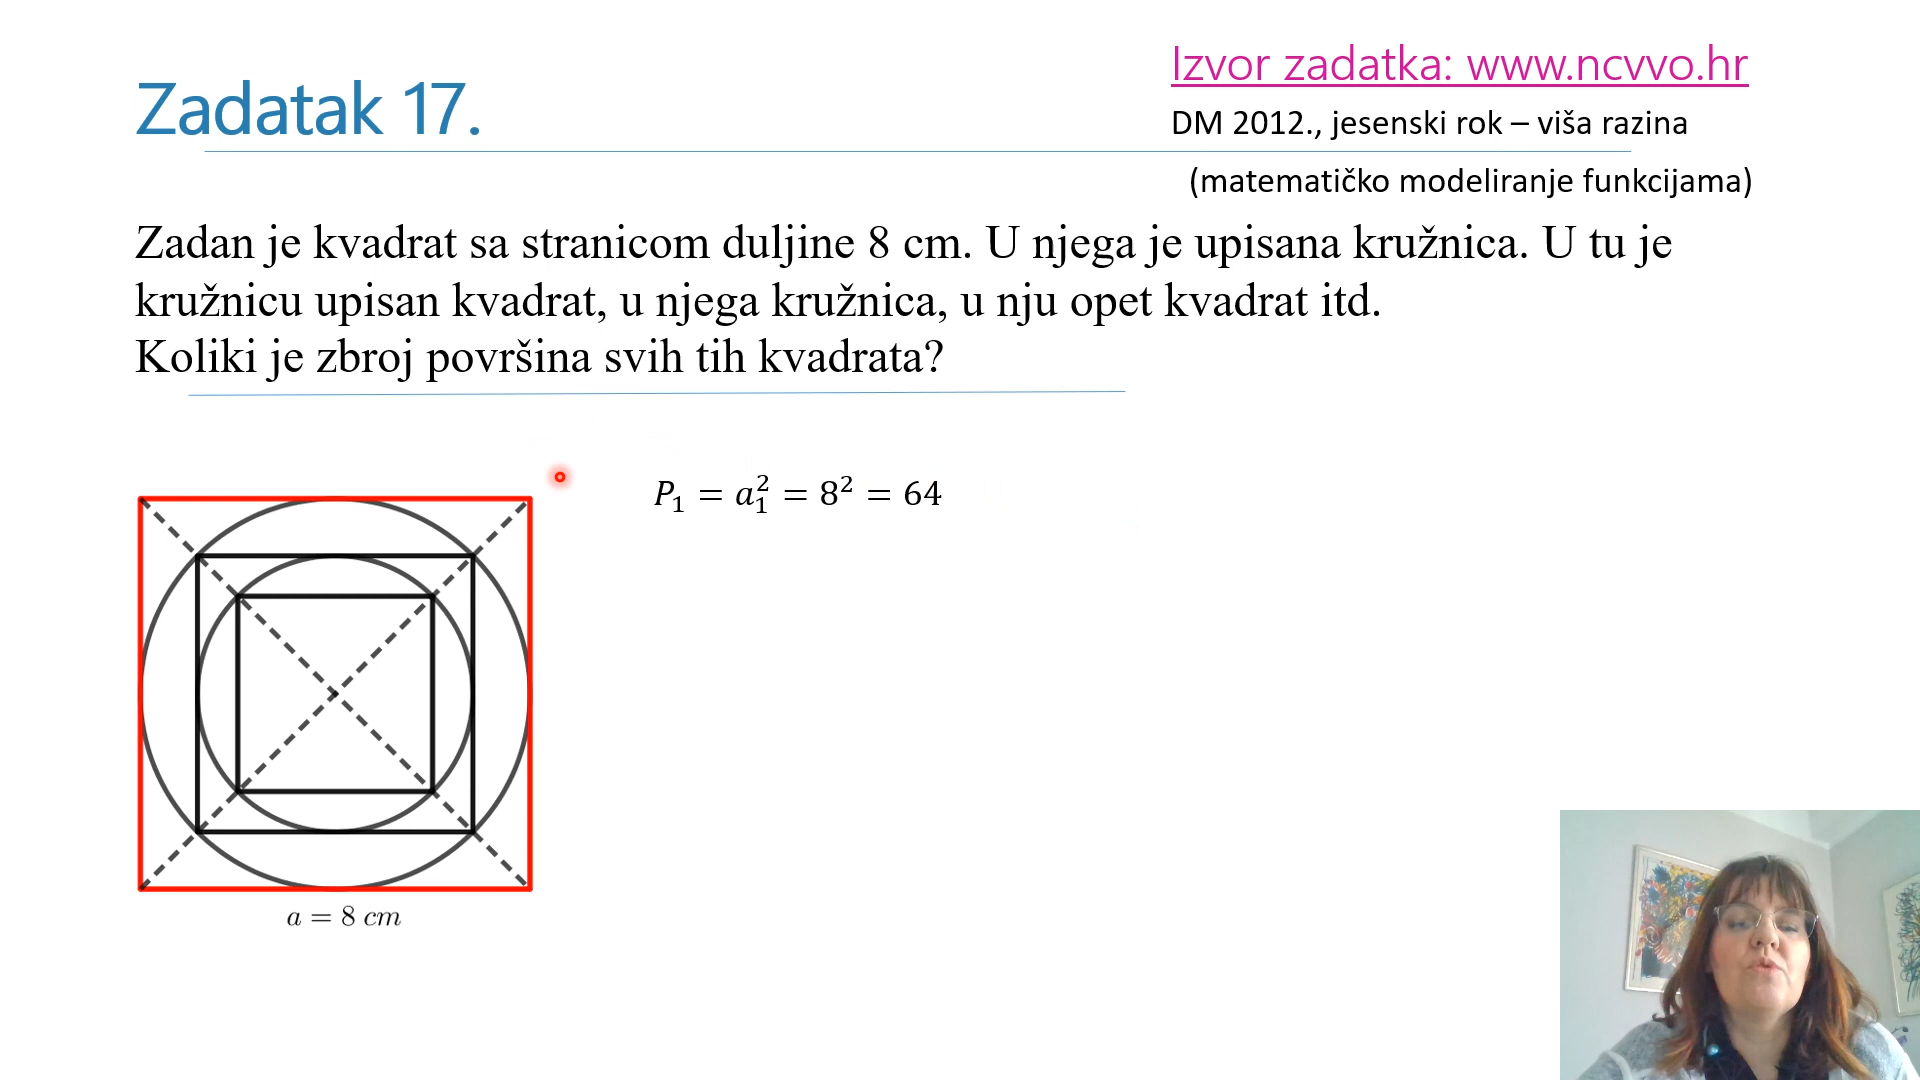 Zadatak 17.
Izvor zadatka: www.ncvvo.hr
DM 2012., jesenski rok – viša razina
(matematičko modeliranje funkcijama)
Zadan je kvadrat sa stranicom duljine 8 cm. U njega je upisana kružnica. U tu je
kružnicu upisan kvadrat, u njega kružnica, u nju opet kvadrat itd.
Koliki je zbroj površina svih tih kvadrata?
P₁ = a₁² = 8² = 64
a = 8 cm